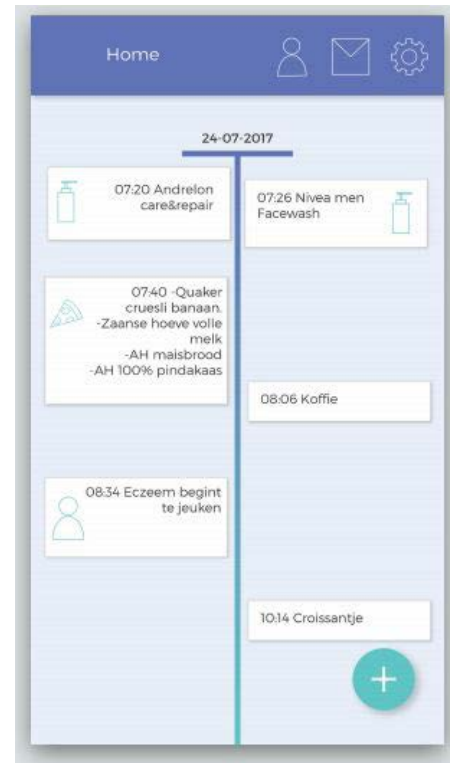 Home
24-07-2017
07:20 Andrelon
care&repair
07:26 Nivea men
Facewash
07:40 -Quaker
cruesli banaan.
-Zaanse hoeve volle
melk
-AH maisbrood
-AH 100% pindakaas
08:06 Koffie
08:34 Eczeem begint
te jeuken
10:14 Croissantje